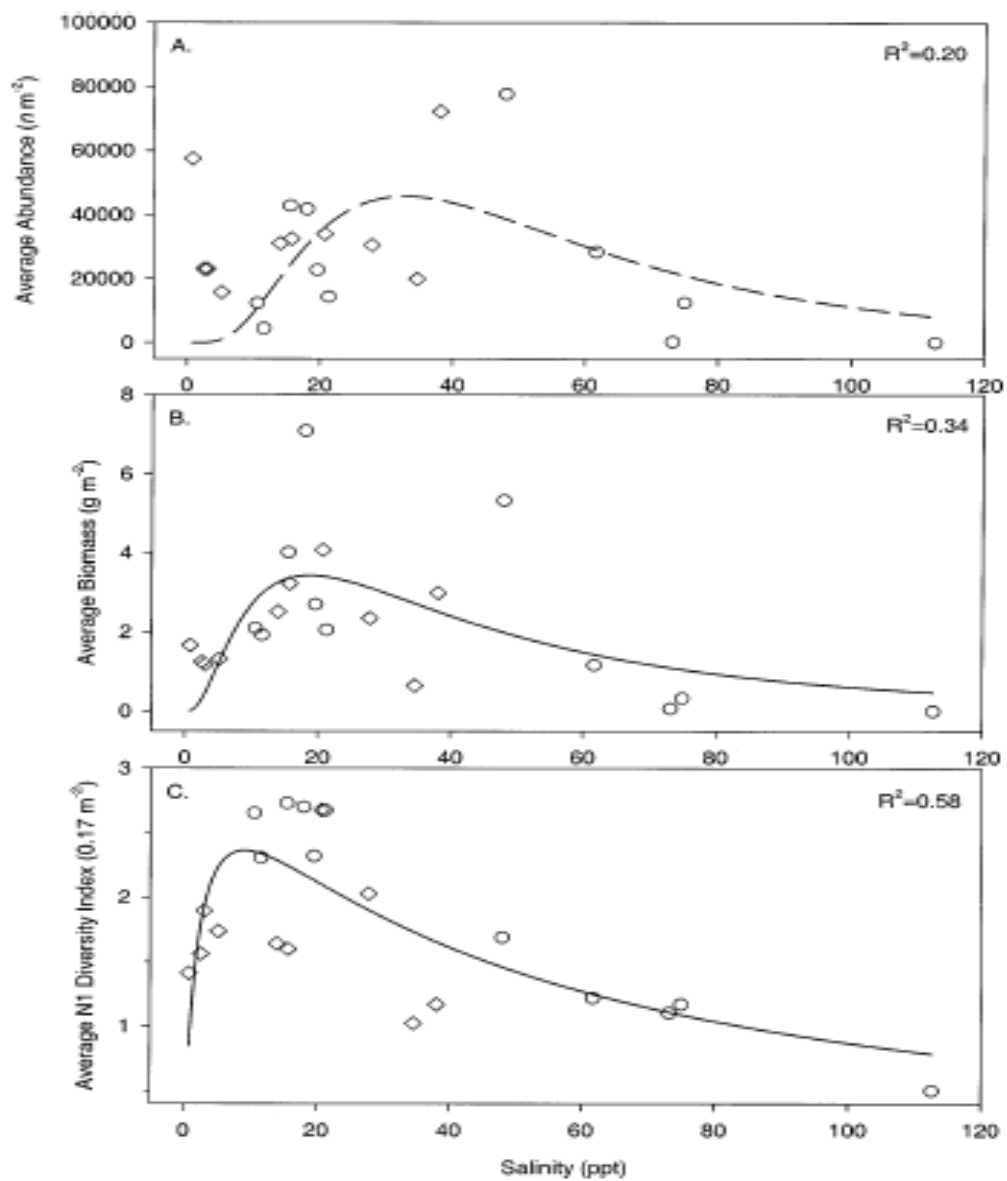 100000
A.
R²=0.20
80000
60000
40000
20000
0
Average Abundance (n m⁻²)
0 20 40 60 80 100 120
8
B.
R²=0.34
6
4
2
0
Average Biomass (g m⁻²)
0 20 40 60 80 100 120
3
C.
R²=0.58
2
1
Average N1 Diversity Index (0.17 m⁻²)
0 20 40 60 80 100 120
Salinity (ppt)